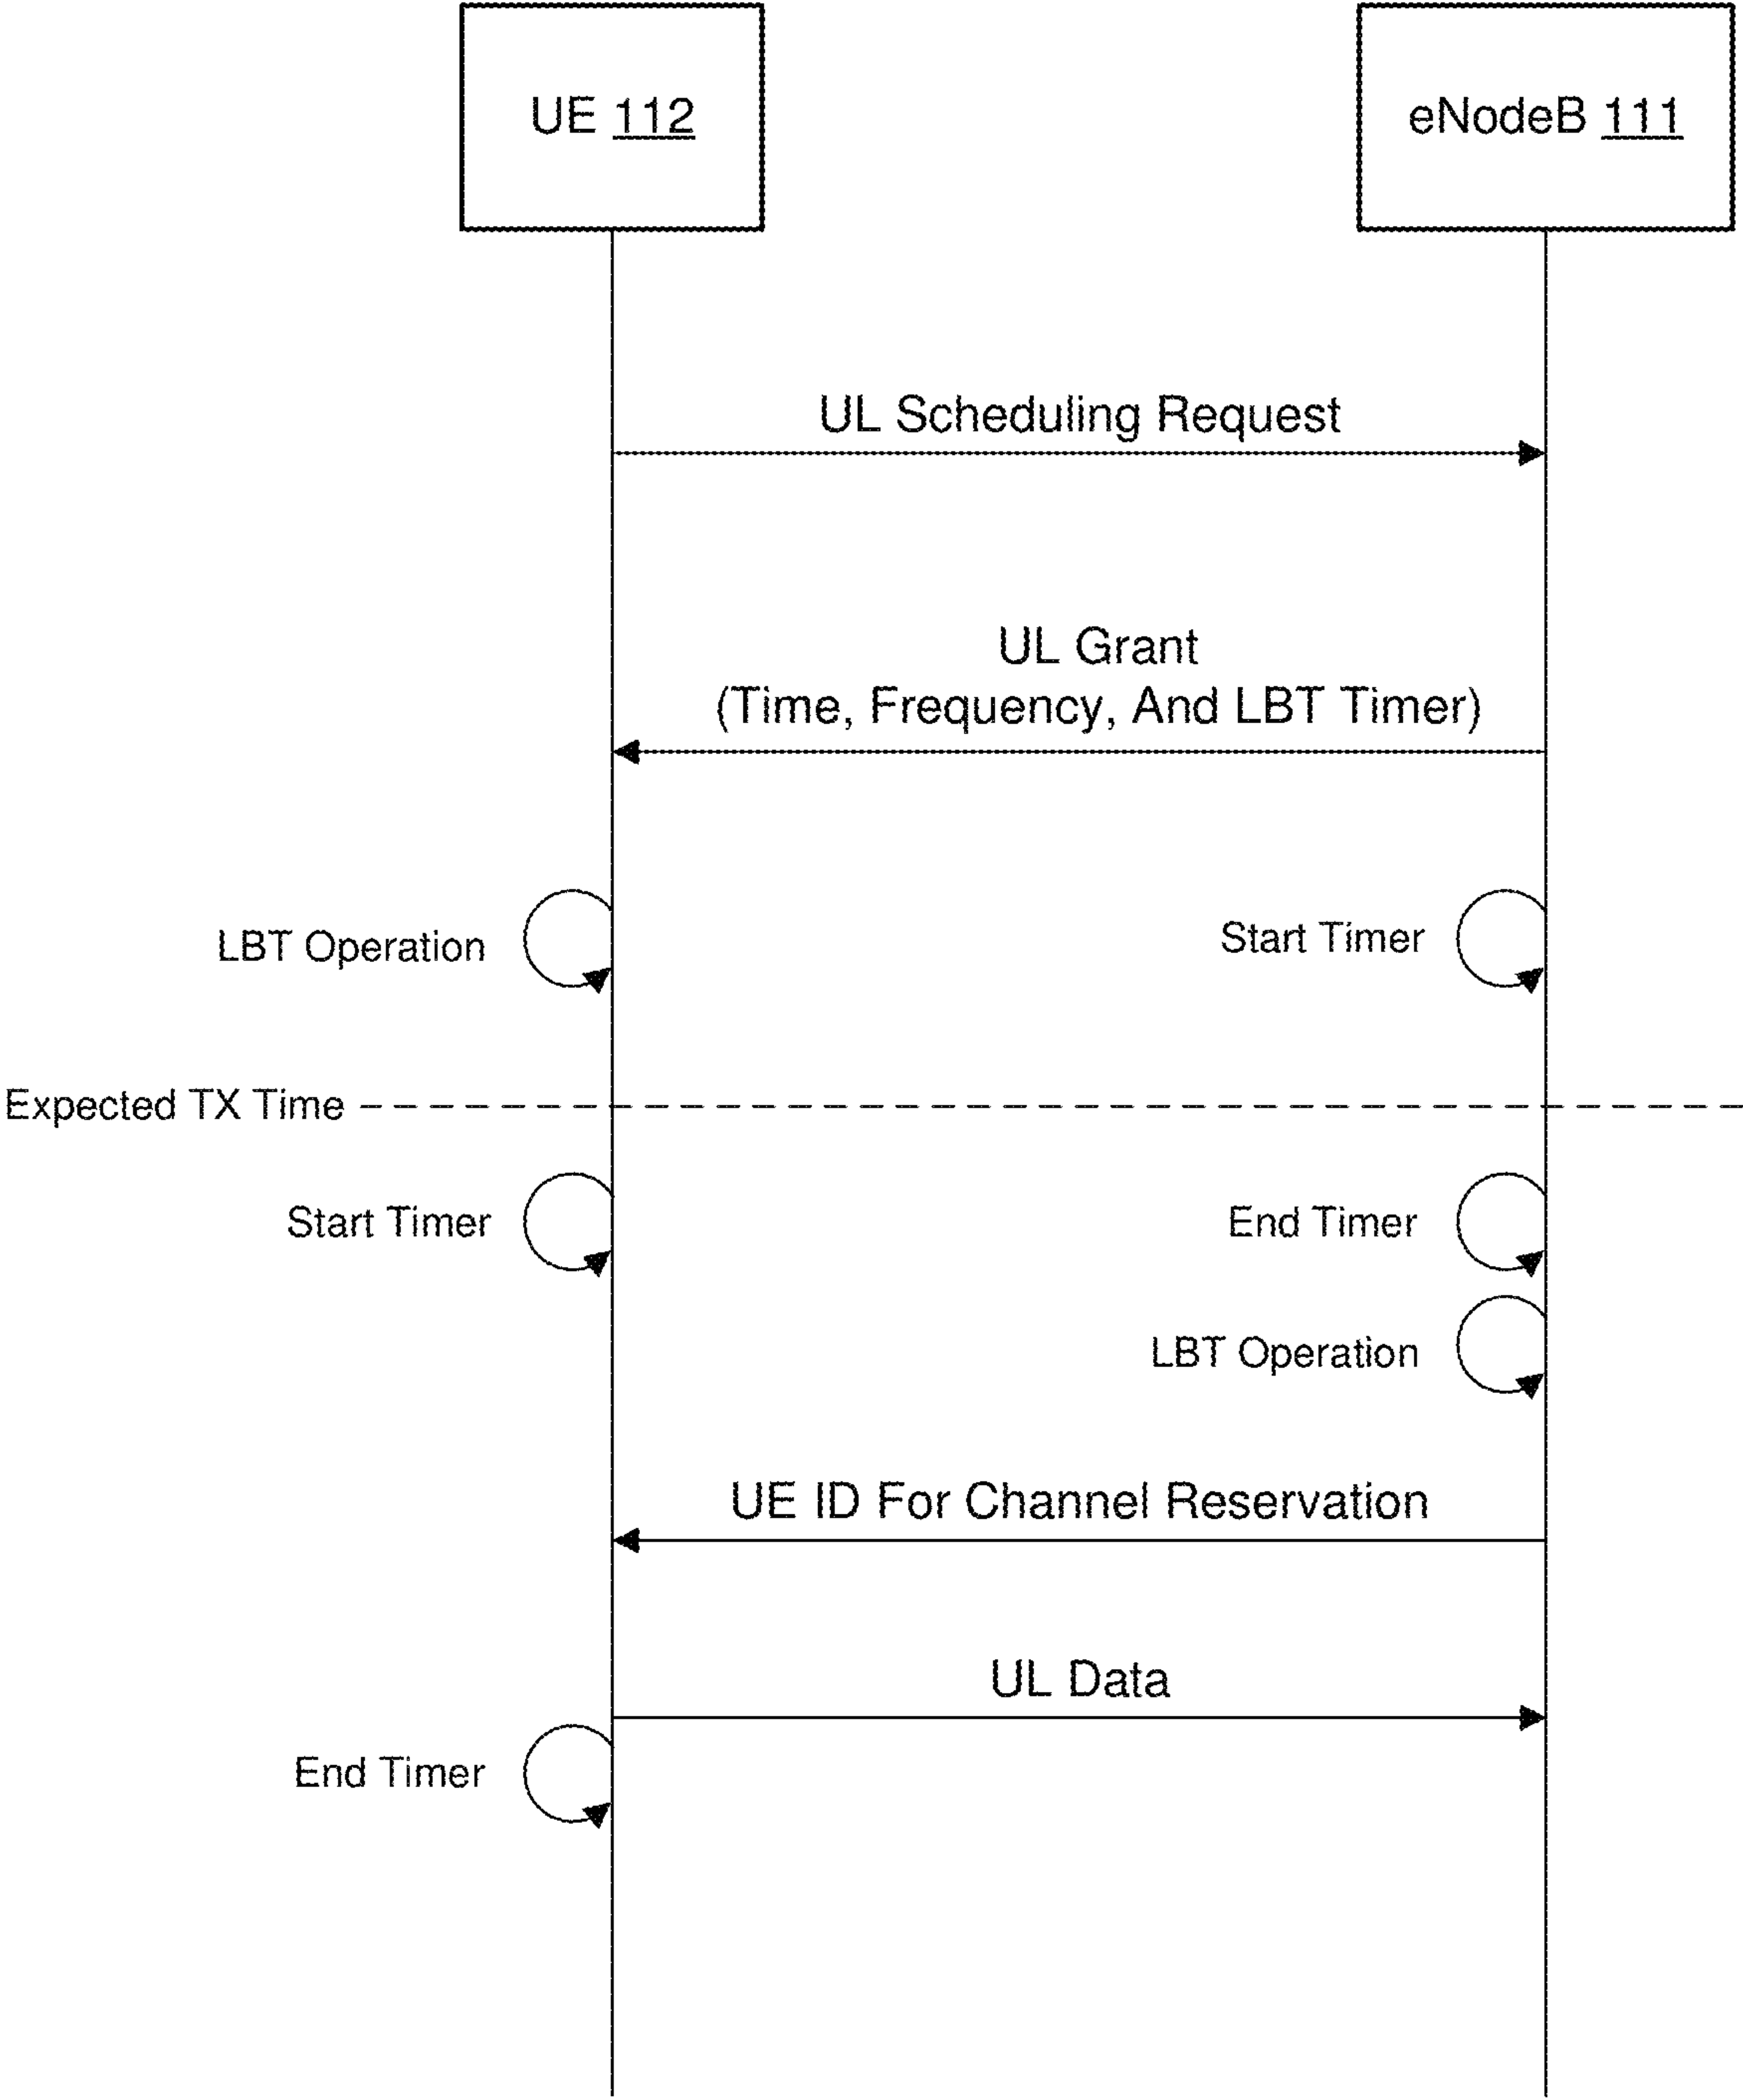 UE 112
eNodeB 111
UL Scheduling Request
UL Grant
(Time, Frequency, And LBT Timer)
LBT Operation
Start Timer
Expected TX Time
Start Timer
End Timer
LBT Operation
UE ID For Channel Reservation
UL Data
End Timer